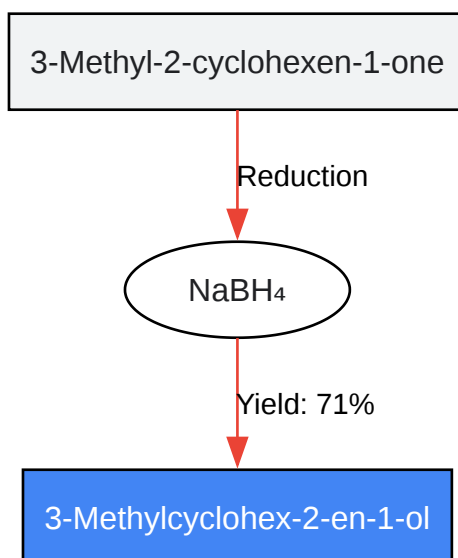 3-Methyl-2-cyclohexen-1-one
Reduction
NaBH₄
Yield: 71%
3-Methylcyclohex-2-en-1-ol